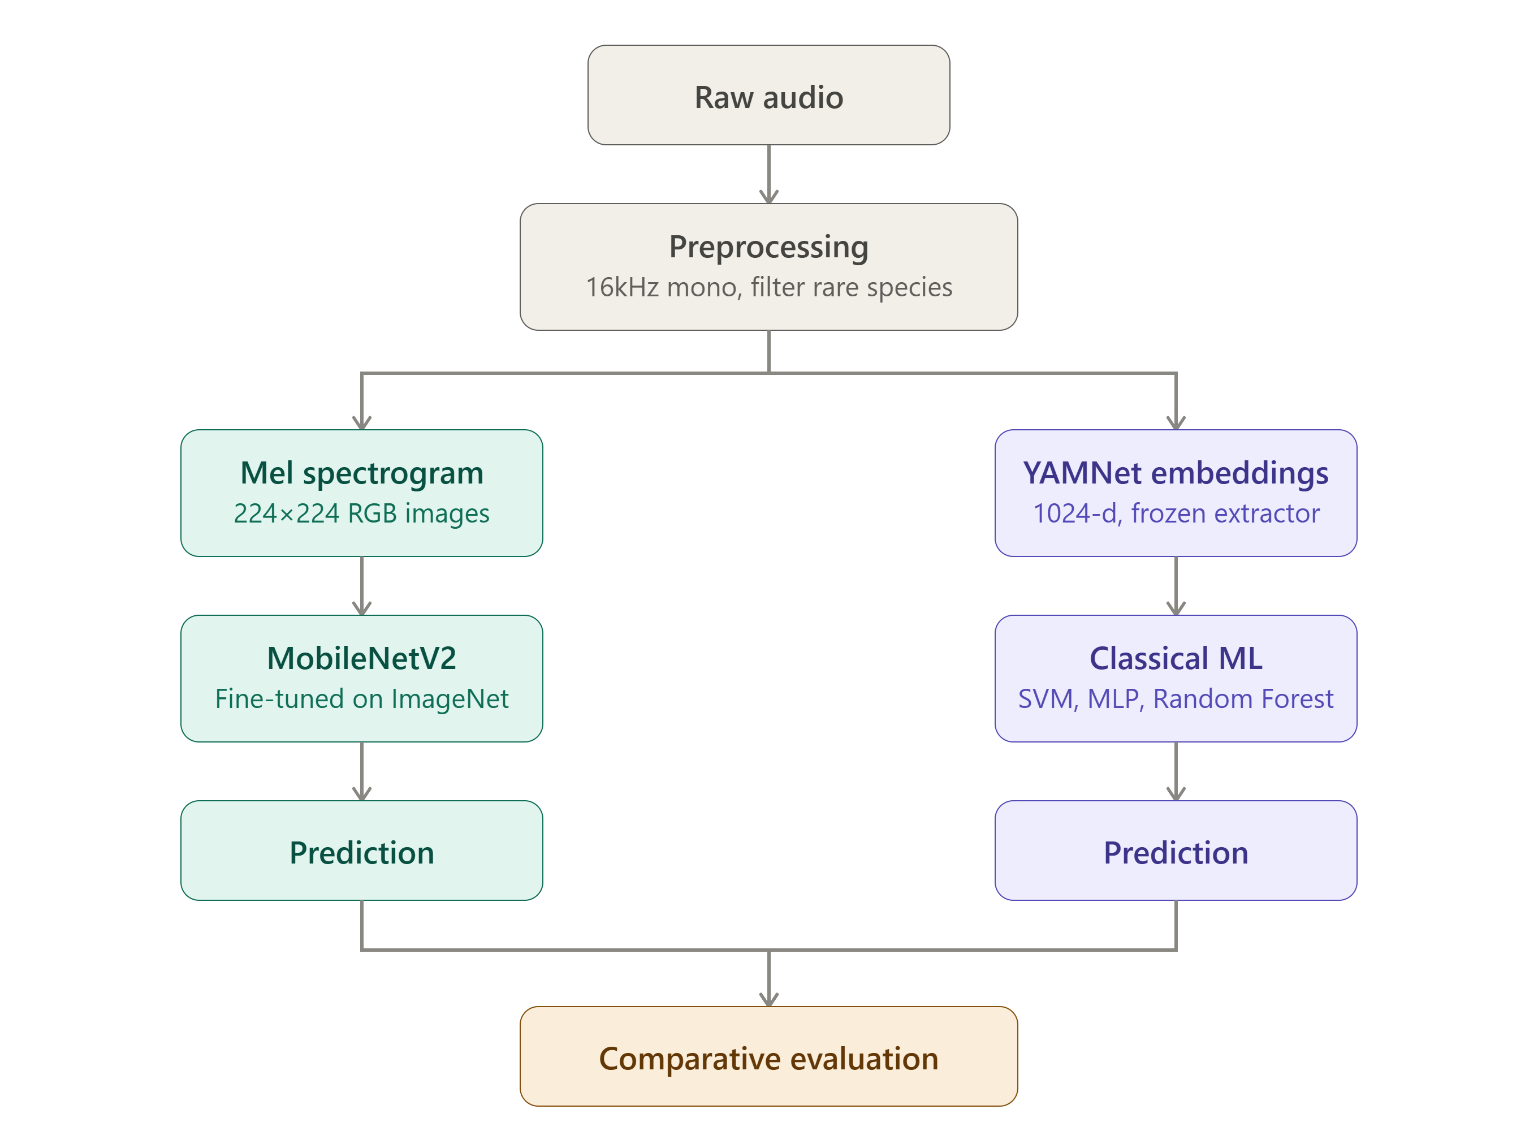 Raw audio
Preprocessing
16kHz mono, filter rare species
Mel spectrogram
224×224 RGB images
YAMNet embeddings
1024-d, frozen extractor
MobileNetV2
Fine-tuned on ImageNet
Classical ML
SVM, MLP, Random Forest
Prediction
Prediction
Comparative evaluation